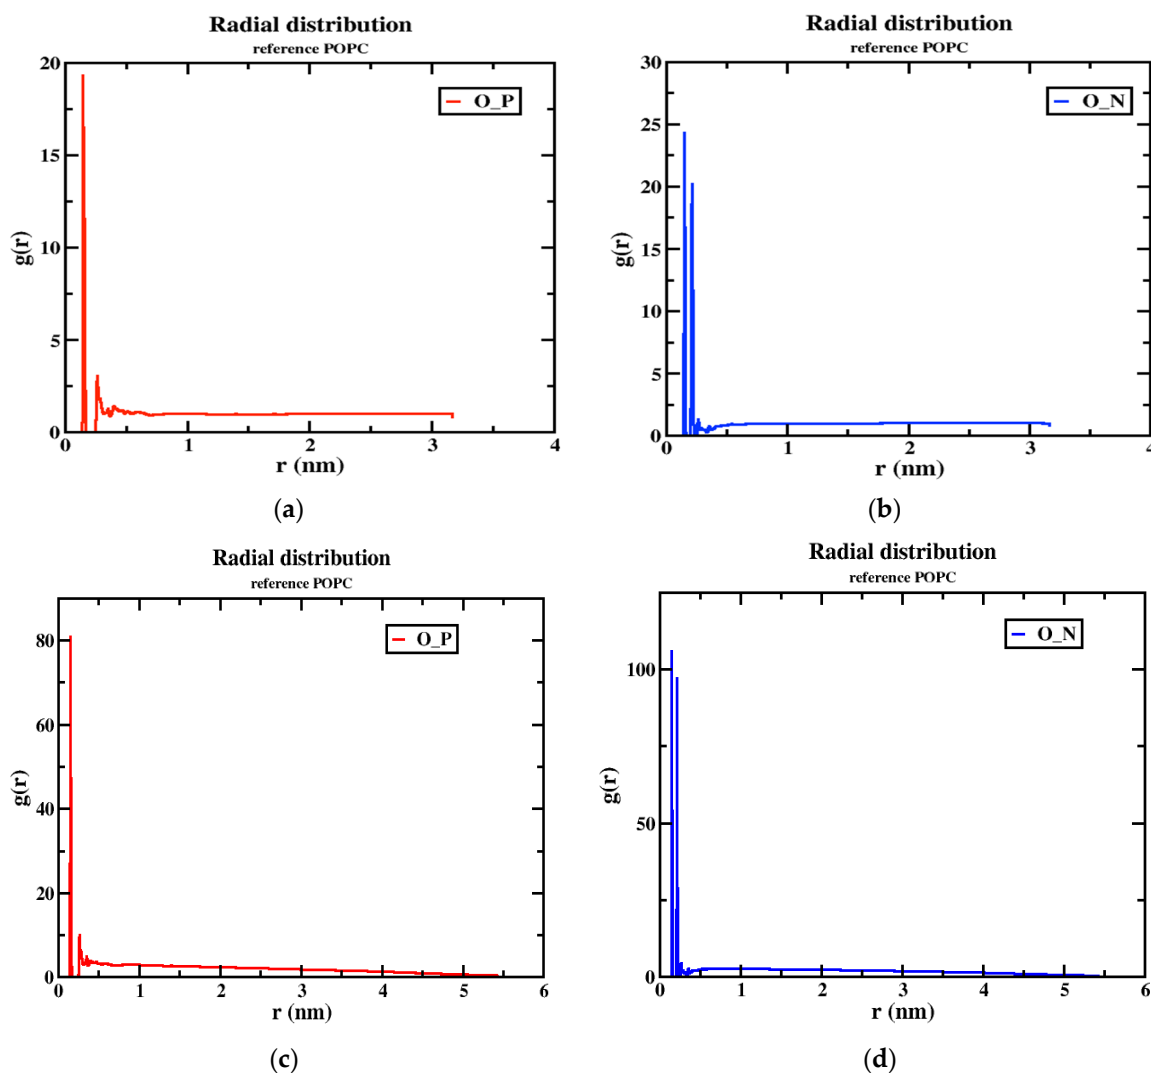 Radial distribution
reference POPC
20
15
10
5
0
g(r)
O_P
0
1
2
3
4
r (nm)
(a)
Radial distribution
reference POPC
30
25
20
15
10
5
0
g(r)
O_N
0
1
2
3
4
r (nm)
(b)
Radial distribution
reference POPC
80
60
40
20
0
g(r)
O_P
0
1
2
3
4
5
6
r (nm)
(c)
Radial distribution
reference POPC
100
50
0
g(r)
O_N
0
1
2
3
4
5
6
r (nm)
(d)